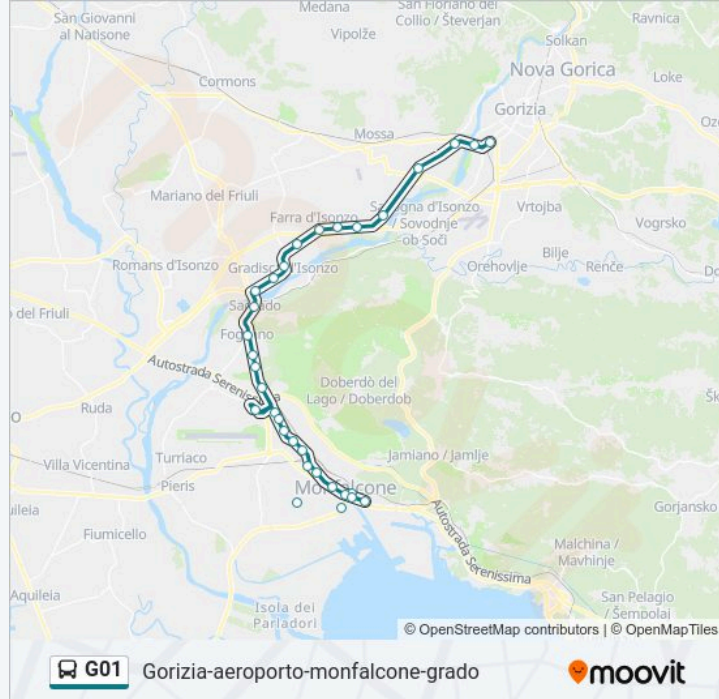 Medana
San Floriano del
Collio / Števerjan
Ravnica
San Giovanni
al Natisone
Vipolže
Solkan
Nova Gorica
Loke
Cormons
Gorizia
Mossa
Mariano del Friuli
Farra d'Isonzo
Savogna d'Isonzo
/ Sovodnje
ob Soči
Vrtojba
Vogrsko
Romans d'Isonzo
Gradisca d'Isonzo
Orehovlje
Bilje
Renče
Sagrado
do del Friuli
Fogliano
Autostrada Serenissima
Doberdò del
Lago / Doberdob
Ruda
Villa Vicentina
Turriaco
Pieris
Jamiano / Jamlje
Monfalcone
Gorjansko
uileia
Fiumicello
Autostrada Serenissima
Malchina /
Mavhinje
Aquileia
Isola dei
Parladori
San Pelagio
/ Šempolaj
© OpenStreetMap contributors | © OpenMapTiles
G01
Gorizia-aeroporto-monfalcone-grado
moovit